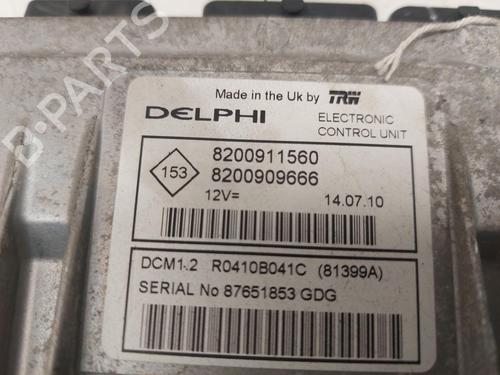 B-PARTS
Made in the Uk by TRW
DELPHI
ELECTRONIC
CONTROL UNIT
153
8200911560
8200909666
12V= 14.07.10
DCM1.2 R0410B041C (81399A)
SERIAL No 87651853 GDG